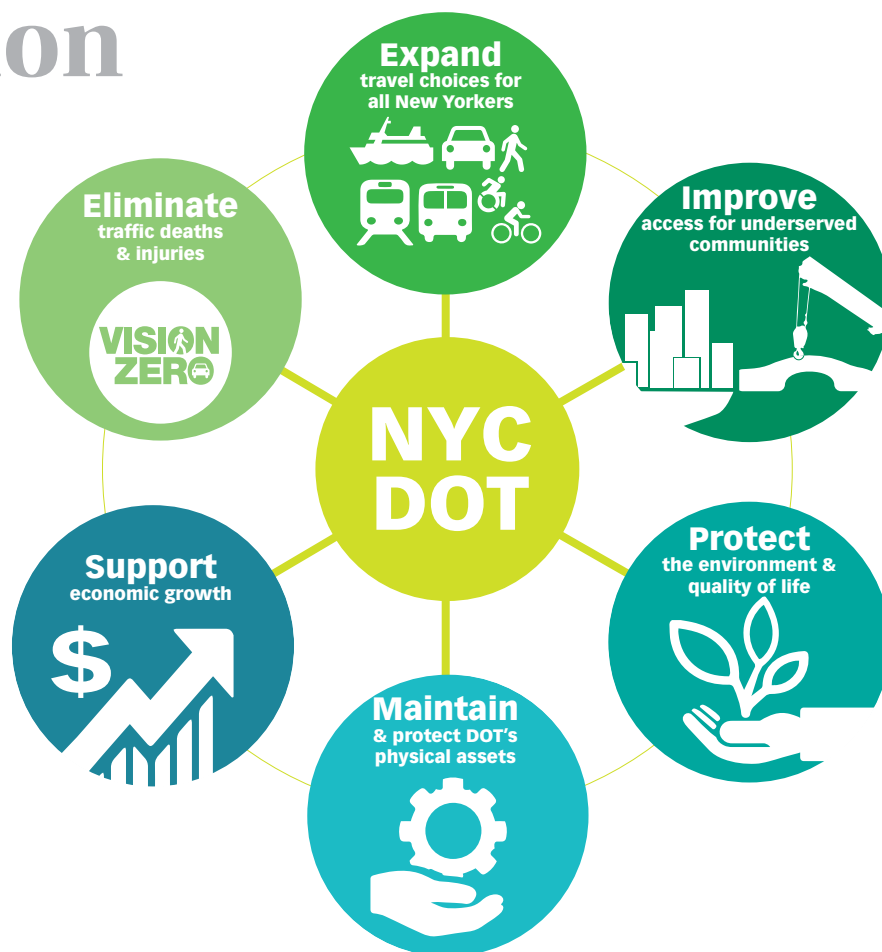 Expand
travel choices for
all New Yorkers
Improve
access for underserved
communities
Protect
the environment &
quality of life
Maintain
& protect DOT's
physical assets
Support
economic growth
$
Eliminate
traffic deaths
& injuries
VISION
ZERO
NYC
DOT